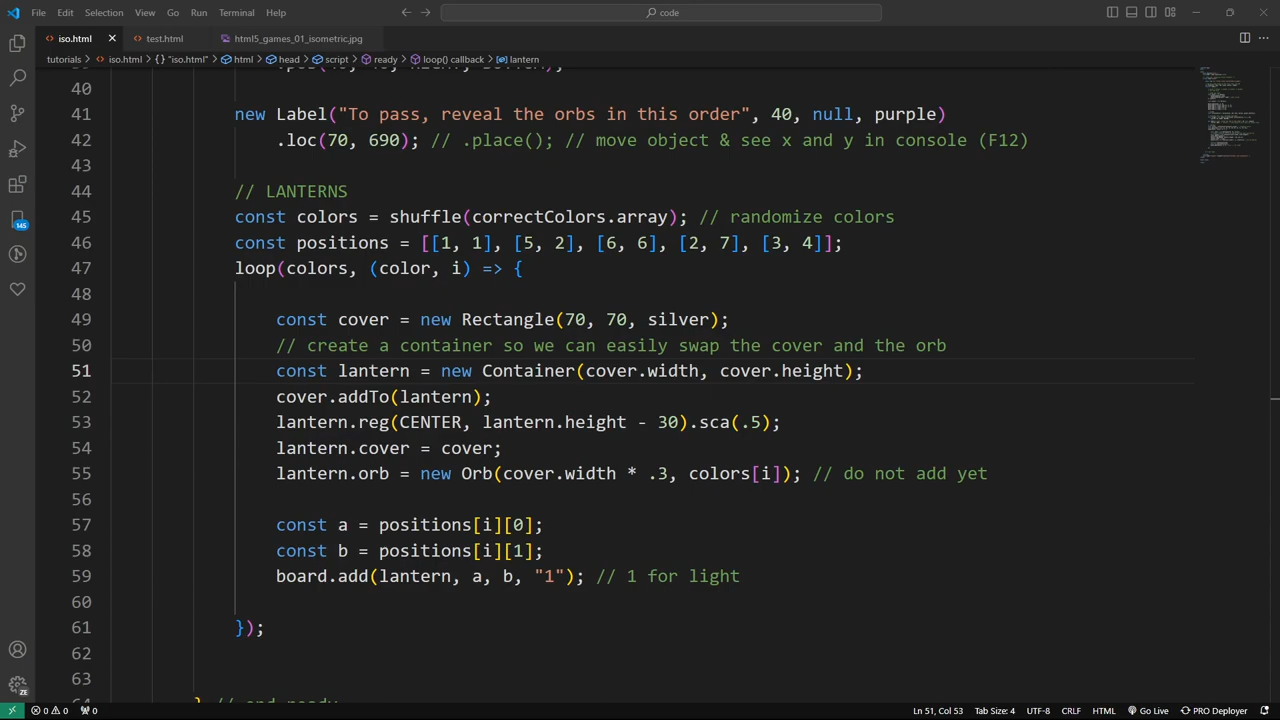 File Edit Selection View Go Run Terminal Help
code
iso.html
test.html
html5_games_01_isometric.jpg
tutorials > iso.html > {} "iso.html" > html > head > script > ready > loop() callback > lantern
40
41 new Label("To pass, reveal the orbs in this order", 40, null, purple)
42 .loc(70, 690); // .place(); // move object & see x and y in console (F12)
43
44 // LANTERNS
45 const colors = shuffle(correctColors.array); // randomize colors
46 const positions = [[1, 1], [5, 2], [6, 6], [2, 7], [3, 4]];
47 loop(colors, (color, i) => {
48
49 const cover = new Rectangle(70, 70, silver);
50 // create a container so we can easily swap the cover and the orb
51 const lantern = new Container(cover.width, cover.height);
52 cover.addTo(lantern);
53 lantern.reg(CENTER, lantern.height - 30).sca(.5);
54 lantern.cover = cover;
55 lantern.orb = new Orb(cover.width * .3, colors[i]); // do not add yet
56
57 const a = positions[i][0];
58 const b = positions[i][1];
59 board.add(lantern, a, b, "1"); // 1 for light
60
61 });
62
63
64 } // end ready
145
ZE
0 0 0
Ln 51, Col 53 Tab Size: 4 UTF-8 CRLF HTML Go Live PRO Deployer